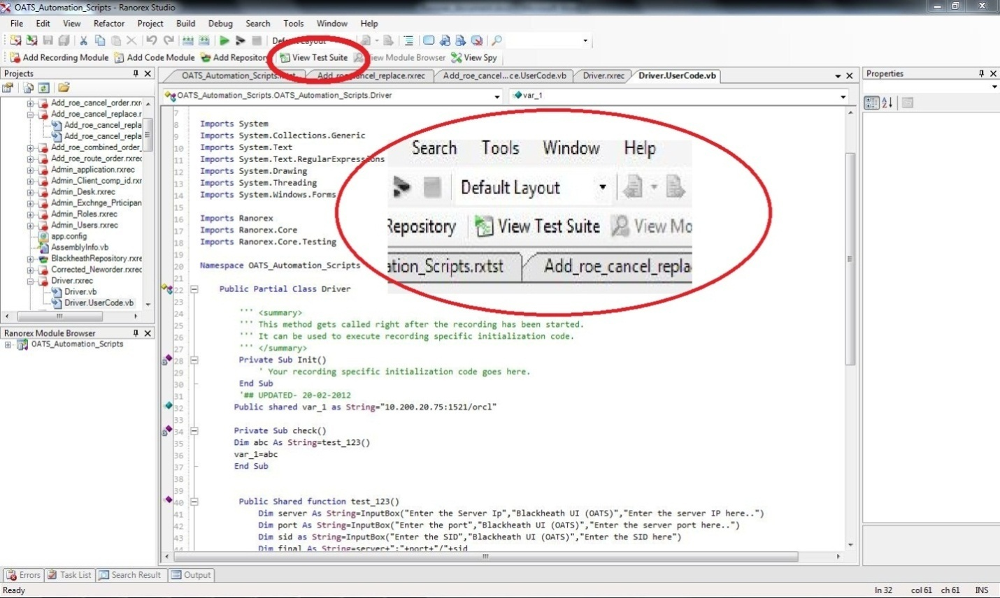 OATS_Automation_Scripts - Ranorex Studio
File Edit View Refactor Project Build Debug Search Tools Window Help
Add Recording Module Add Code Module Add Repository View Test Suite View Module Browser View Spy
Projects
OATS_Automation_Scripts. Add_roe_cancel_replace.rxrec Add_roe_cancel....ce.UserCode.vb Driver.rxrec Driver.UserCode.vb
Properties
OATS_Automation_Scripts.OATS_Automation_Scripts.Driver var_1
Add_roe_cancel_order.rxr
Add_roe_cancel_replace.r
Add_roe_cancel_repla
Add_roe_cancel_repla
Add_roe_combined_order_
Add_roe_route_order.rxrec
Admin_application.rxrec
Admin_Client_comp_id.rxr
Admin_Desk.rxrec
Admin_Exchnge_Prticipan
Admin_Roles.rxrec
Admin_Users.rxrec
app.config
AssemblyInfo.vb
BlackheathRepository.rxre
Corrected_Neworder.rxrec
Driver.rxrec
Driver.vb
Driver.UserCode.vb
Ranorex Module Browser
OATS_Automation_Scripts
7
8 Imports System
9 Imports System.Collections.Generic
10 Imports System.Text
11 Imports System.Text.RegularExpressions
12 Imports System.Drawing
13 Imports System.Threading
14 Imports System.Windows.Forms
15
16 Imports Ranorex
17 Imports Ranorex.Core
18 Imports Ranorex.Core.Testing
19
20 Namespace OATS_Automation_Scripts
21
22 Public Partial Class Driver
23
24 ''' <summary>
25 ''' This method gets called right after the recording has been started.
26 ''' It can be used to execute recording specific initialization code.
27 ''' </summary>
28 Private Sub Init()
29 ' Your recording specific initialization code goes here.
30 End Sub
31 '## UPDATED- 20-02-2012
32 Public shared var_1 as String="10.200.20.75:1521/orcl"
33
34 Private Sub check()
35 Dim abc As String=test_123()
36 var_1=abc
37 End Sub
38
39
40 Public Shared function test_123()
41 Dim server As String=InputBox("Enter the Server Ip","Blackheath UI (OATS)","Enter the server IP here..")
42 Dim port As String=InputBox("Enter the port","Blackheath UI (OATS)","Enter the server port here..")
43 Dim sid as String=InputBox("Enter the SID","Blackheath UI (OATS)","Enter the SID here")
44 Dim final As String=server+":"+port+"/"+sid
Search Tools Window Help
Default Layout
Repository View Test Suite View Mo
ation_Scripts.rxtst Add_roe_cancel_repla
Errors Task List Search Result Output
Ready ln 32 col 61 ch 61 INS